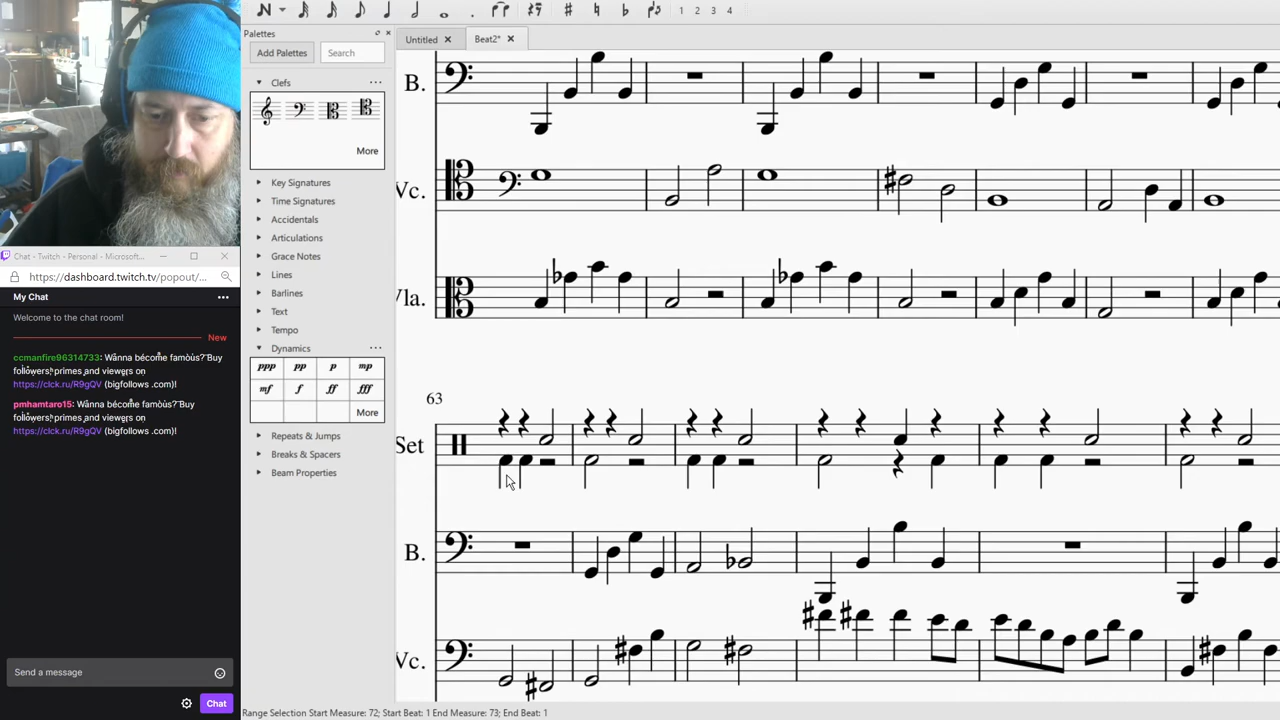 1 2 3 4
Palettes
Untitled
Beat2*
Add Palettes
Search
Clefs
More
Key Signatures
Time Signatures
Accidentals
Articulations
Grace Notes
Lines
Barlines
Text
Tempo
Dynamics
ppp pp p mp
mf f ff fff
More
Repeats & Jumps
Breaks & Spacers
Beam Properties
B.
Vc.
Vla.
63
Set
B.
Vc.
Range Selection Start Measure: 72; Start Beat: 1 End Measure: 73; End Beat: 1
Chat - Twitch - Personal - Microsoft...
https://dashboard.twitch.tv/popout/...
My Chat
Welcome to the chat room!
New
ccmanfire96314733: Wanna become famous? Buy
followers, primes and viewers on
https://clck.ru/R9gQV (bigfollows .com)!
pmhamtaro15: Wanna become famous? Buy
followers, primes and viewers on
https://clck.ru/R9gQV (bigfollows .com)!
Send a message
Chat